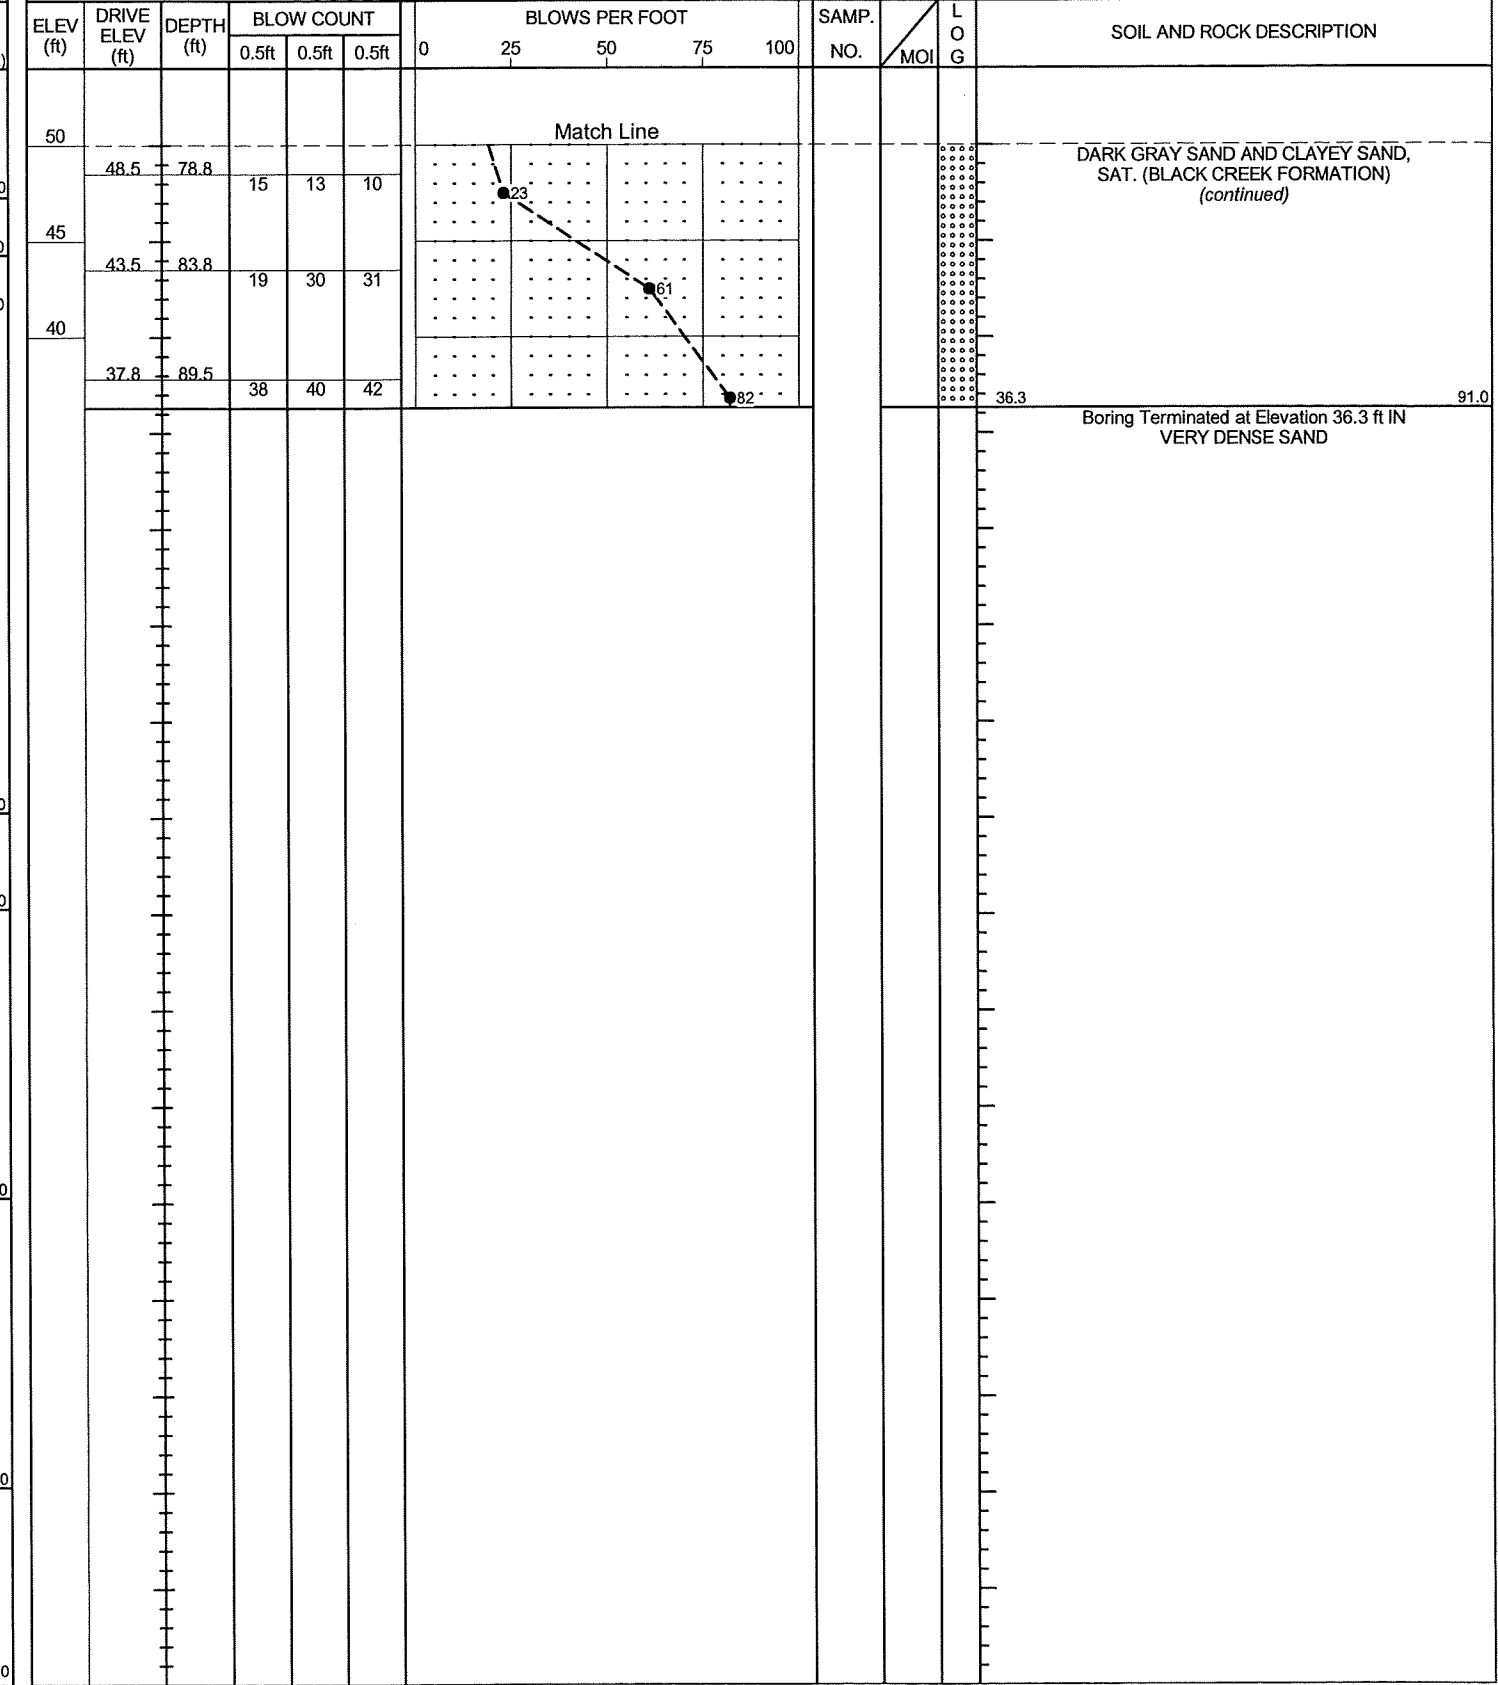 ELEV (ft) DRIVE ELEV (ft) DEPTH (ft) BLOW COUNT BLOWS PER FOOT SAMP. NO. MOI LOG SOIL AND ROCK DESCRIPTION
0.5ft 0.5ft 0.5ft 0 25 50 75 100
Match Line
50
DARK GRAY SAND AND CLAYEY SAND,
SAT. (BLACK CREEK FORMATION)
(continued)
48.5 78.8 15 13 10 23
45
43.5 83.8 19 30 31 61
40
37.8 89.5 38 40 42 82
36.3 91.0
Boring Terminated at Elevation 36.3 ft IN
VERY DENSE SAND